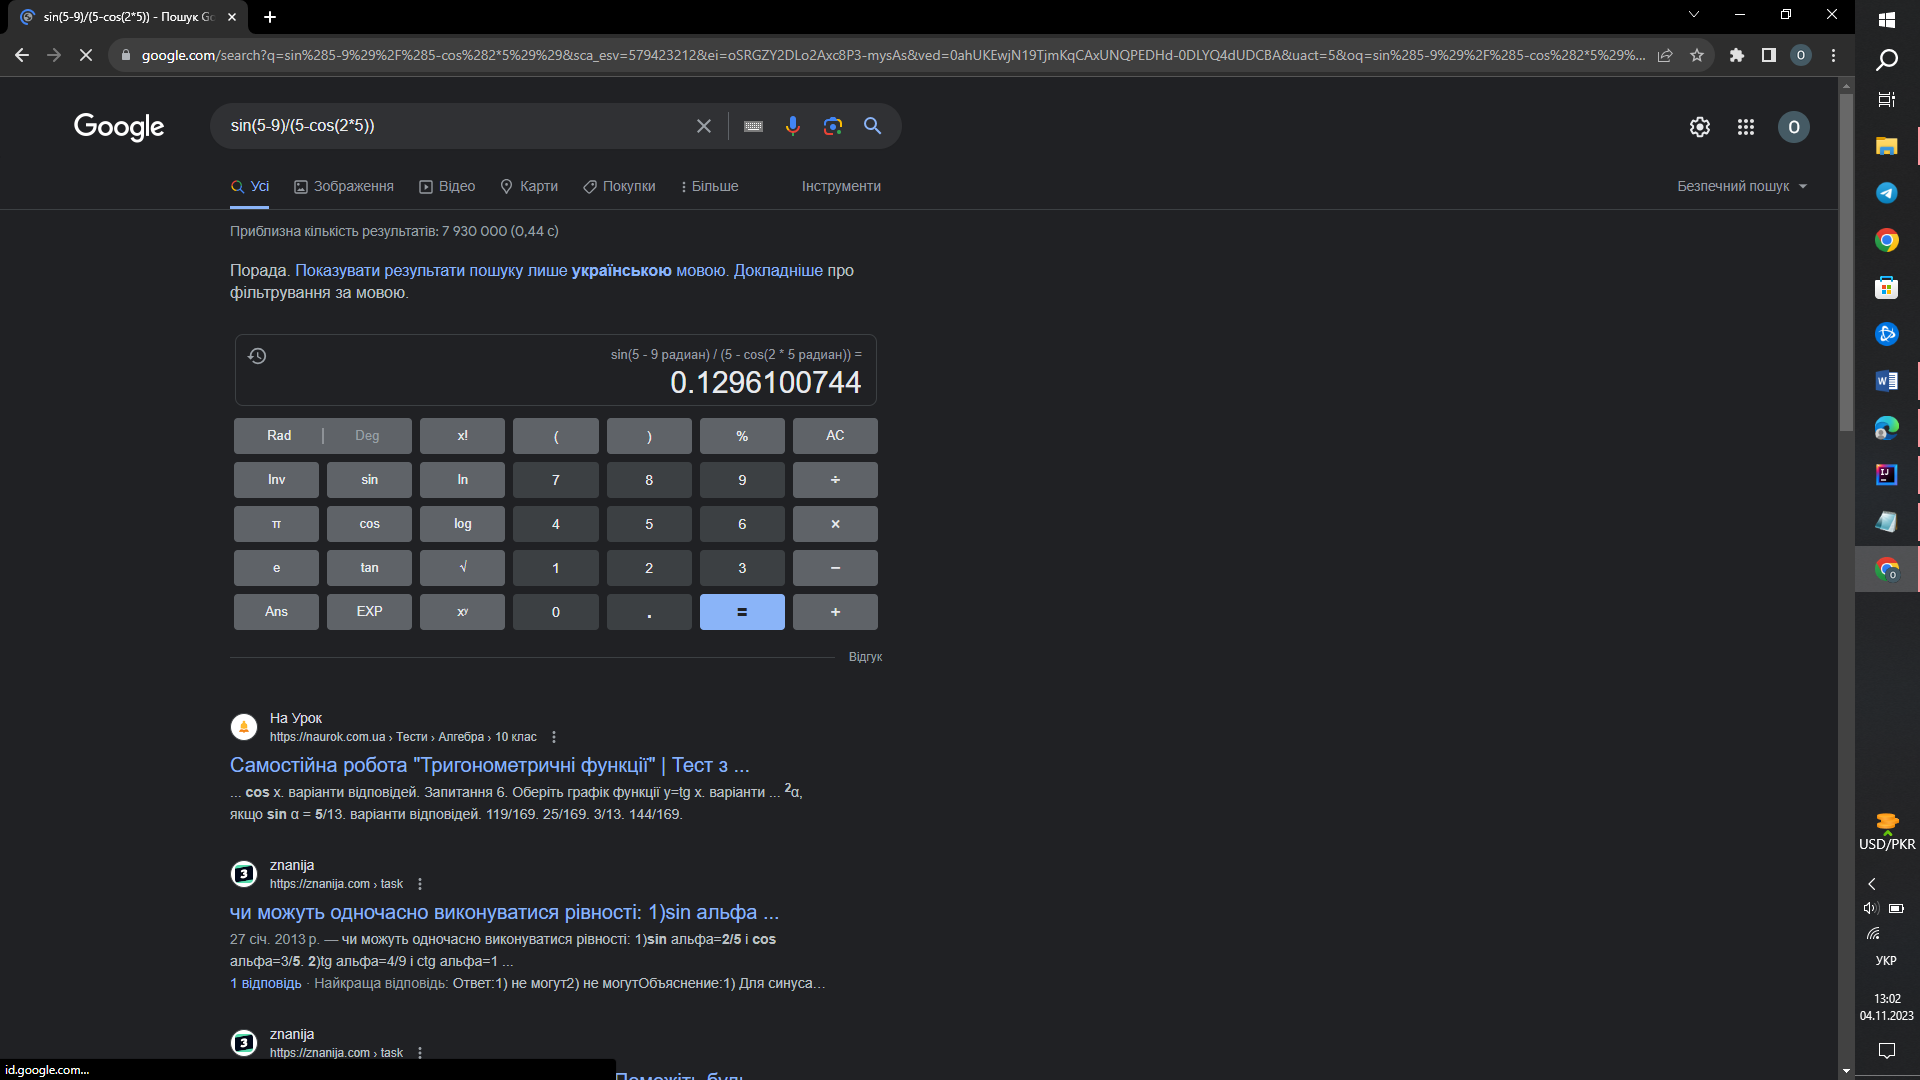 sin(5-9)/(5-cos(2*5)) - Пошук Go
google.com/search?q=sin%285-9%29%2F%285-cos%282*5%29%29&sca_esv=579423212&ei=oSRGZY2DLo2Axc8P3-mysAs&ved=0ahUKEwjN19TjmKqCAxUNQPEDHd-0DLYQ4dUDCBA&uact=5&oq=sin%285-9%29%2F%285-cos%282*5%29%...
O
Google
sin(5-9)/(5-cos(2*5))
O
Усі Зображення Відео Карти Покупки Більше Інструменти Безпечний пошук
Приблизна кількість результатів: 7 930 000 (0,44 с)
Порада. Показувати результати пошуку лише українською мовою. Докладніше про
фільтрування за мовою.
sin(5 - 9 радиан) / (5 - cos(2 * 5 радиан)) =
0.1296100744
Rad | Deg x! ( ) % AC
Inv sin ln 7 8 9 ÷
π cos log 4 5 6 ×
e tan √ 1 2 3 −
Ans EXP xʸ 0 . = +
Відгук
На Урок
https://naurok.com.ua › Тести › Алгебра › 10 клас
Самостійна робота "Тригонометричні функції" | Тест з ...
... cos x. варіанти відповідей. Запитання 6. Оберіть графік функції y=tg x. варіанти ... ²α,
якщо sin α = 5/13. варіанти відповідей. 119/169. 25/169. 3/13. 144/169.
znanija
https://znanija.com › task
чи можуть одночасно виконуватися рівності: 1)sin альфа ...
27 січ. 2013 р. — чи можуть одночасно виконуватися рівності: 1)sin альфа=2/5 і cos
альфа=3/5. 2)tg альфа=4/9 і ctg альфа=1 ...
1 відповідь · Найкраща відповідь: Ответ:1) не могут2) не могутОбъяснение:1) Для синуса...
znanija
https://znanija.com › task
id.google.com...
USD/PKR
УКР
13:02
04.11.2023